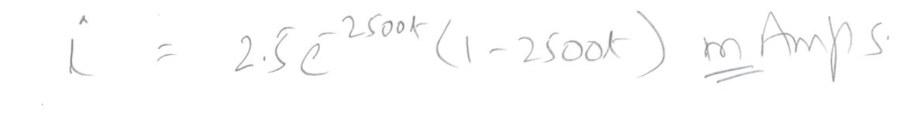 i = 2.5e^{-2500t} (1-2500t) mAmps.